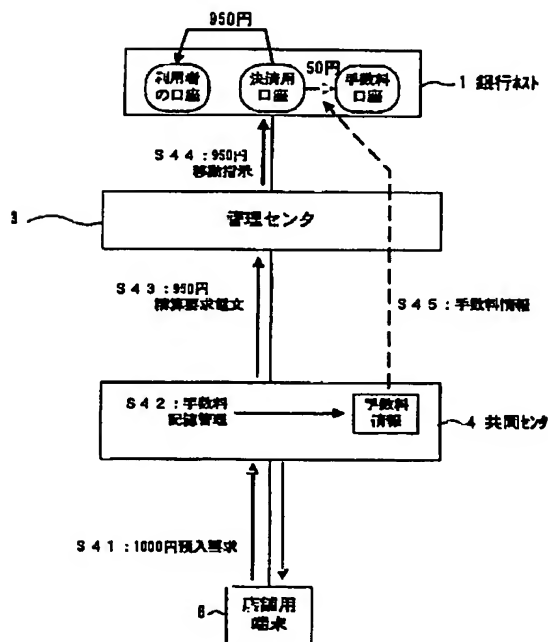 950円
利用者
の口座
決済用
口座
50円
手数料
口座
1 銀行ホスト
S44:950円
移動指示
3
管理センタ
S43:950円
精算要求電文
S45:手数料情報
S42:手数料
記憶管理
手数料
情報
4 共同センタ
S41:1000円預入要求
6
店舗用
端末